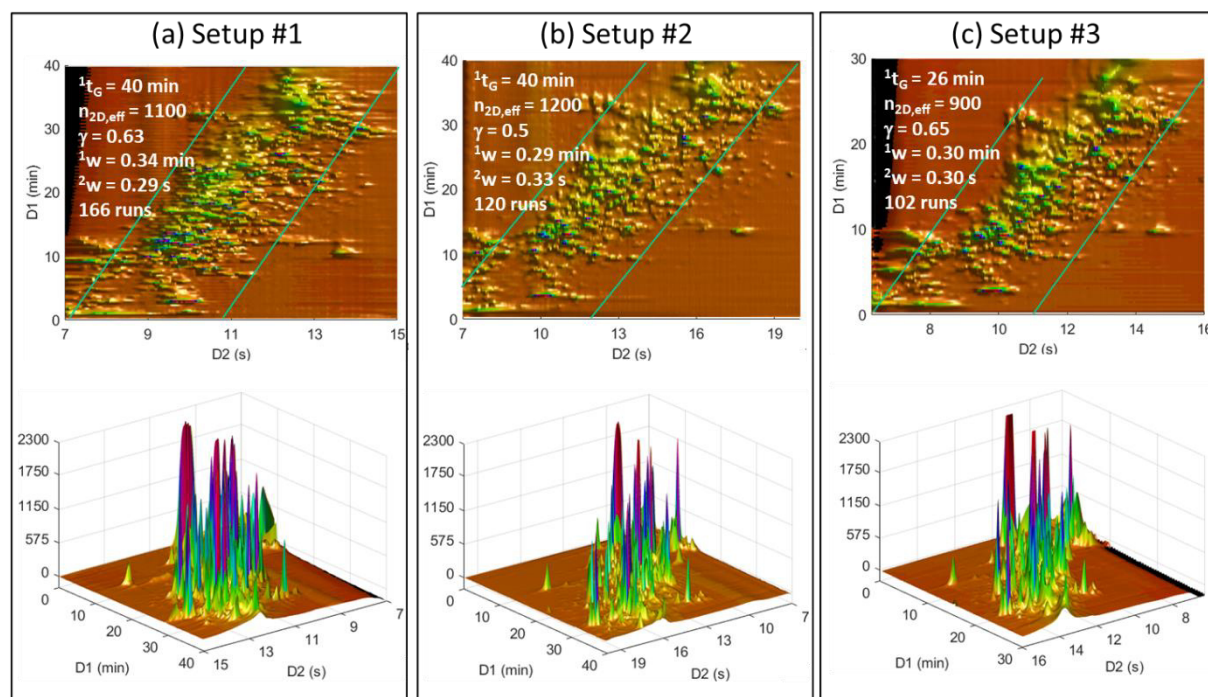 (a) Setup #1
¹tG = 40 min
n2D,eff = 1100
γ = 0.63
¹w = 0.34 min
²w = 0.29 s
166 runs
40
30
20
10
0
D1 (min)
7
9
11
13
15
D2 (s)
2300
1750
1150
575
0
0
10
20
30
40
D1 (min)
15
13
11
9
7
D2 (s)
(b) Setup #2
¹tG = 40 min
n2D,eff = 1200
γ = 0.5
¹w = 0.29 min
²w = 0.33 s
120 runs
40
30
20
10
0
D1 (min)
7
10
13
16
19
D2 (s)
2300
1750
1150
575
0
0
10
20
30
40
D1 (min)
19
16
13
10
7
D2 (s)
(c) Setup #3
¹tG = 26 min
n2D,eff = 900
γ = 0.65
¹w = 0.30 min
²w = 0.30 s
102 runs
30
20
10
0
D1 (min)
8
10
12
14
16
D2 (s)
2300
1750
1150
575
0
0
10
20
30
D1 (min)
16
14
12
10
8
D2 (s)